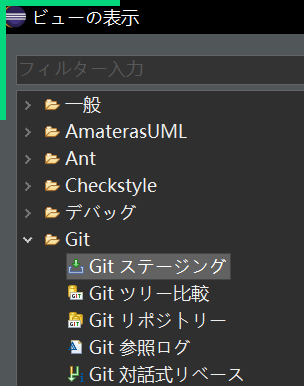 ビューの表示
フィルター入力
一般
AmaterasUML
Ant
Checkstyle
デバッグ
Git
Git ステージング
Git ツリー比較
Git リポジトリー
Git 参照ログ
Git 対話式リベース